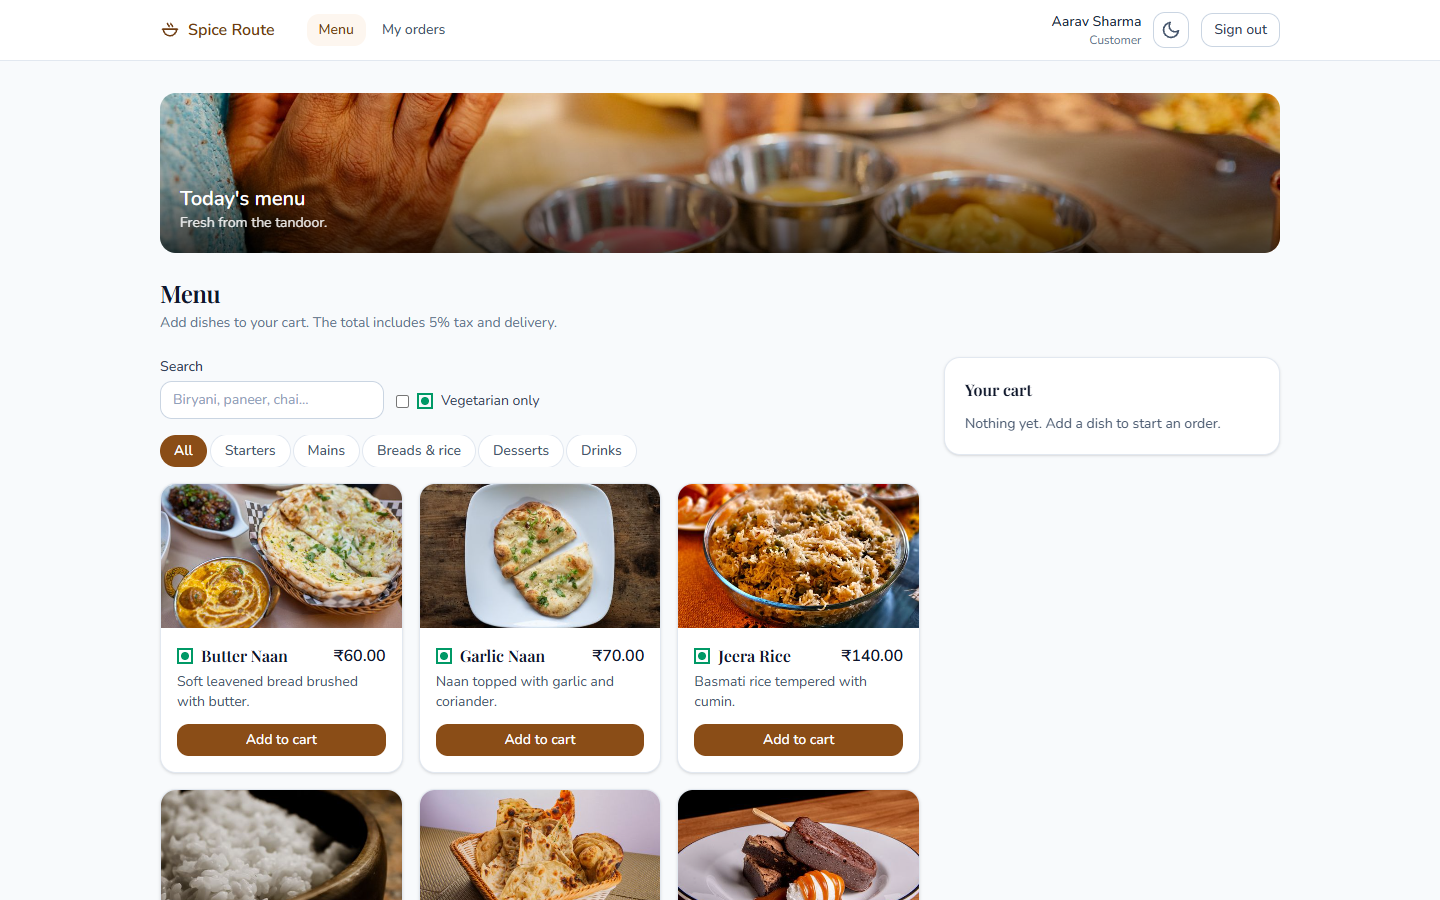 Spice Route
Menu
My orders
Aarav Sharma
Customer
Sign out
Today's menu
Fresh from the tandoor.
Menu
Add dishes to your cart. The total includes 5% tax and delivery.
Search
Biryani, paneer, chai...
Vegetarian only
All
Starters
Mains
Breads & rice
Desserts
Drinks
Your cart
Nothing yet. Add a dish to start an order.
Butter Naan ₹60.00
Soft leavened bread brushed
with butter.
Add to cart
Garlic Naan ₹70.00
Naan topped with garlic and
coriander.
Add to cart
Jeera Rice ₹140.00
Basmati rice tempered with
cumin.
Add to cart